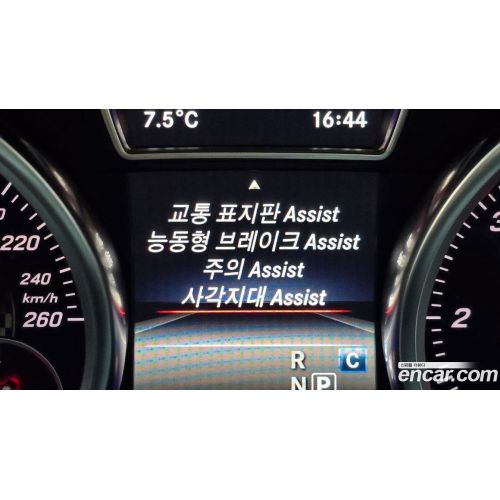 7.5°C 16:44
교통 표지판 Assist
능동형 브레이크 Assist
주의 Assist
사각지대 Assist
220
240
km/h
260
2
R C
N P
encar.com